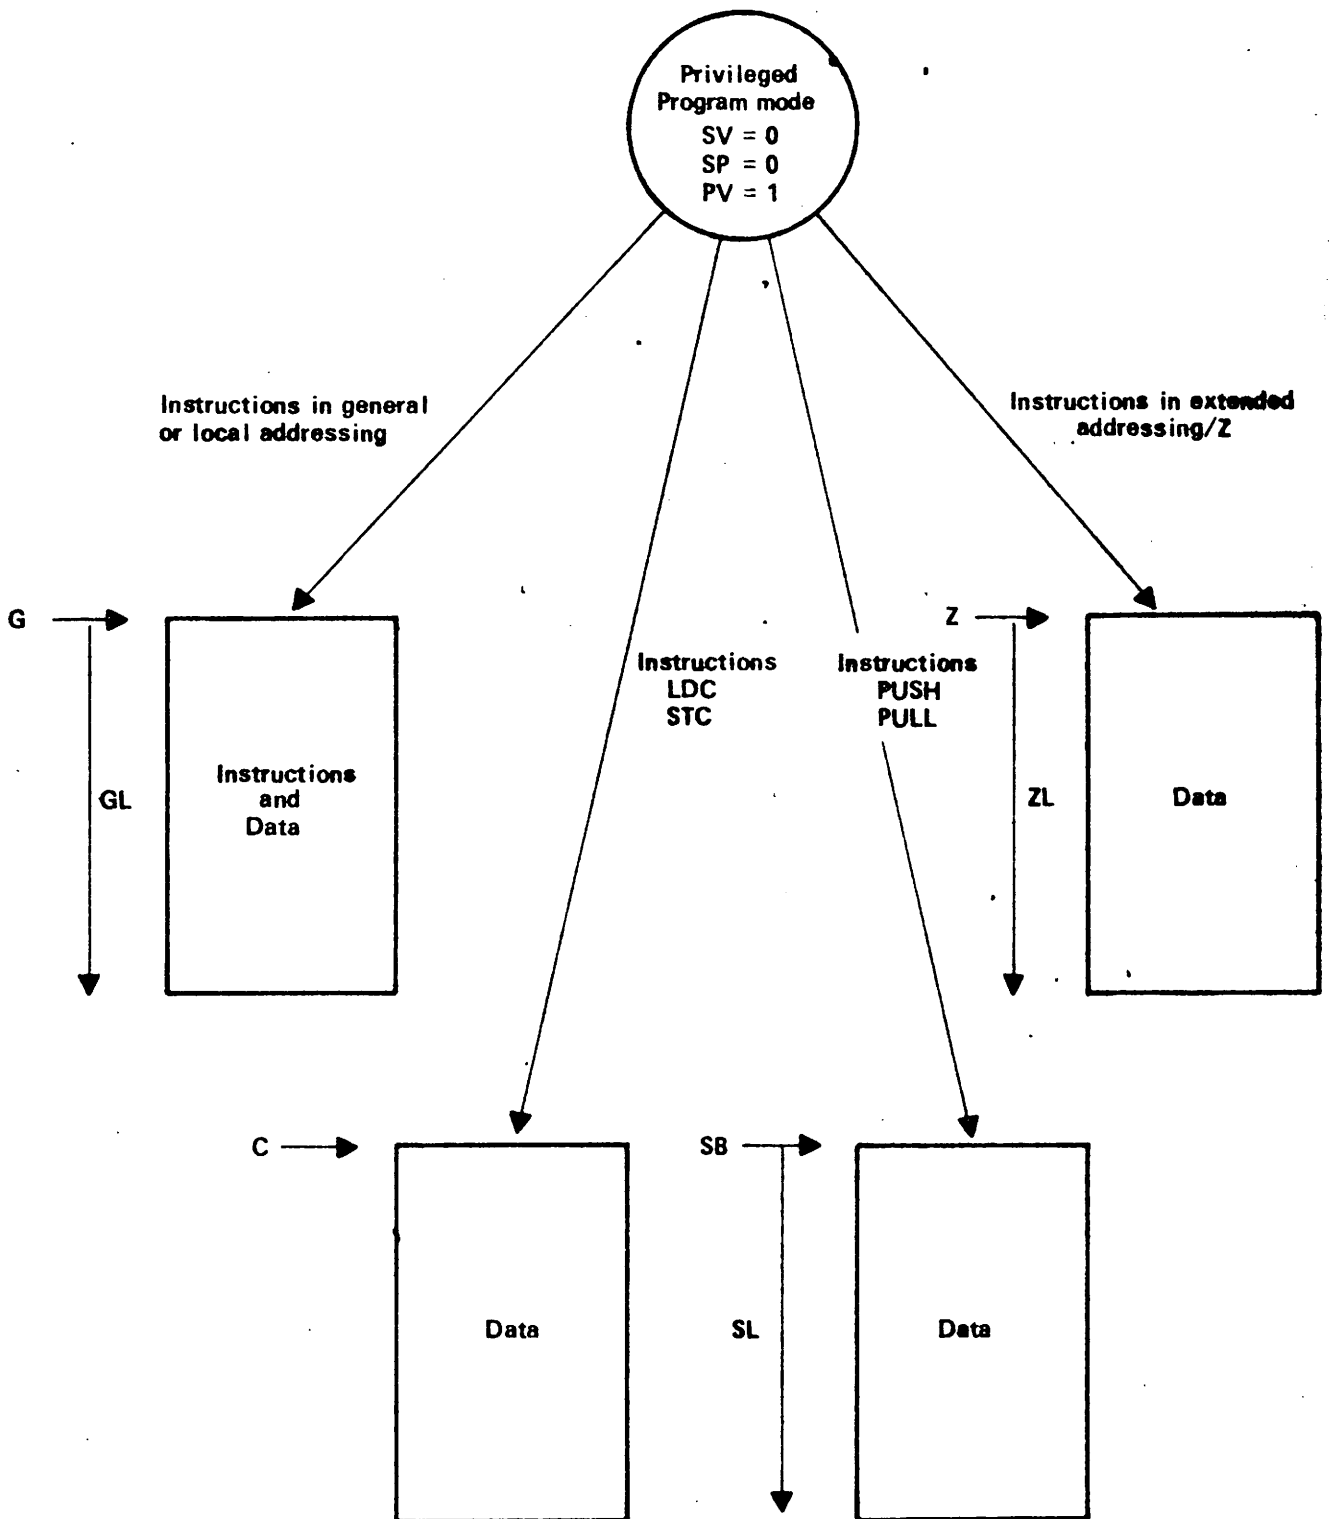 Privileged
Program mode
SV = 0
SP = 0
PV = 1
Instructions in general
or local addressing
Instructions in extended
addressing/Z
G
Z
Instructions
LDC
STC
Instructions
PUSH
PULL
GL
Instructions
and
Data
ZL
Data
C
SB
Data
SL
Data